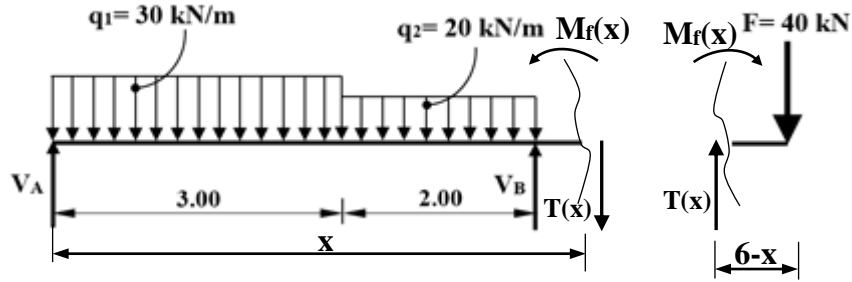 q1= 30 kN/m
q2= 20 kN/m
Mf(x)
Mf(x)
F= 40 kN
VA
3.00
2.00
VB
T(x)
T(x)
x
6-x